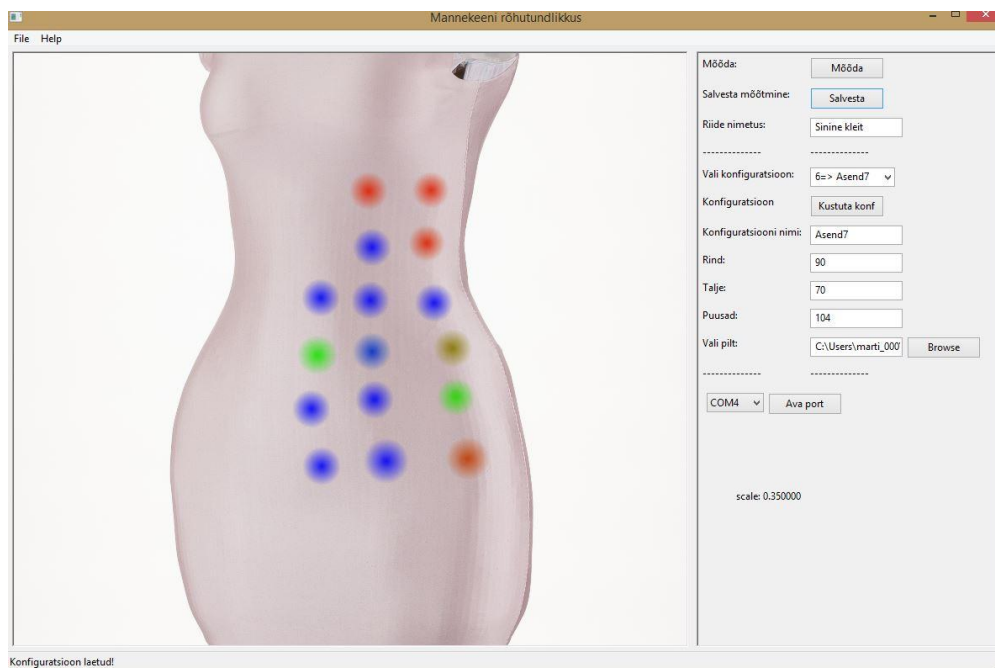 Mannekeeni rõhutundlikkus
File Help
Mõõda: Mõõda
Salvesta mõõtmine: Salvesta
Riide nimetus: Sinine kleit
-------------- --------------
Vali konfiguratsioon: 6=> Asend7
Konfiguratsioon Kustuta konf
Konfiguratsiooni nimi: Asend7
Rind: 90
Talje: 70
Puusad: 104
Vali pilt: C:\Users\marti_000 Browse
-------------- --------------
COM4 Ava port
scale: 0.350000
Konfiguratsioon laetud!